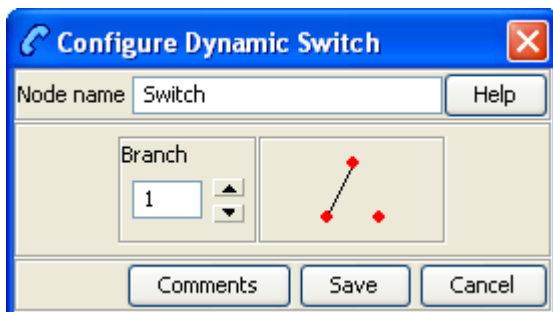 Configure Dynamic Switch
Node name Switch Help
Branch
1
Comments Save Cancel